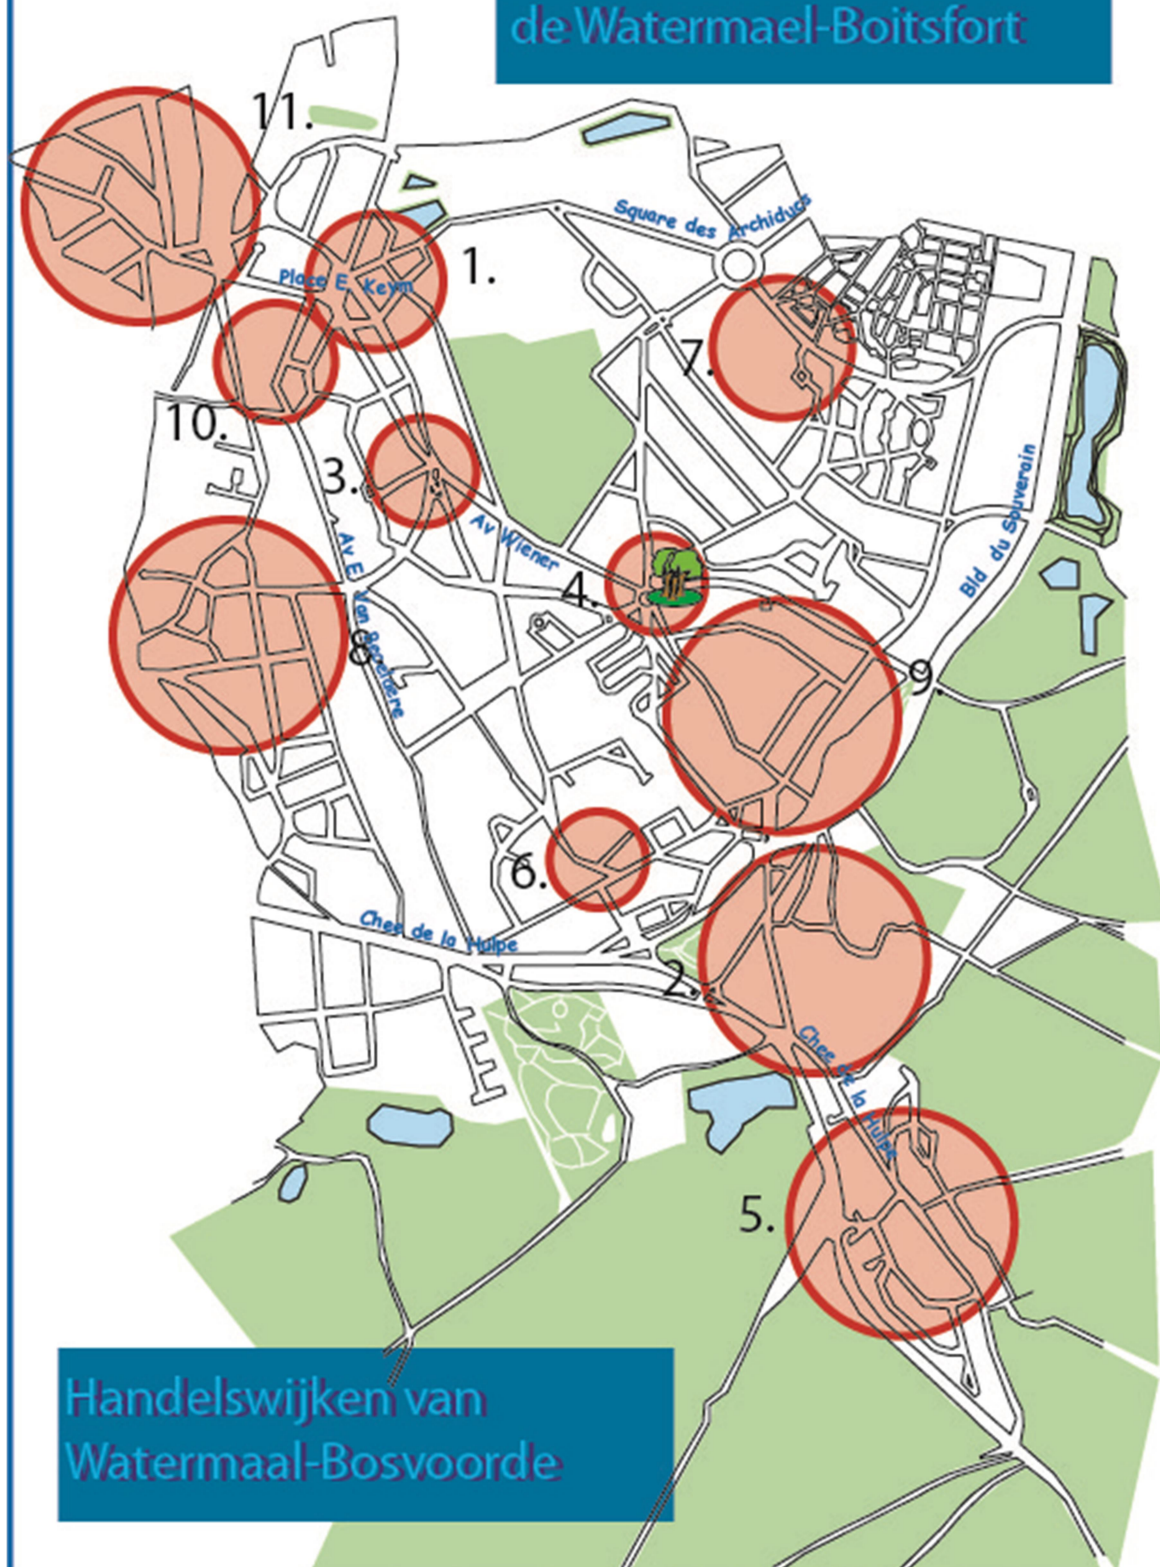 de Watermael-Boitsfort
11.
Square des Archiducs
1.
Place E. Keym
7.
10.
3.
Av Wiener
Bld du Souverain
4.
Av E Van Becelaere
8
9.
6.
Chee de la Hulpe
2.
Chee de la Hulpe
5.
Handelswijken van
Watermaal-Bosvoorde